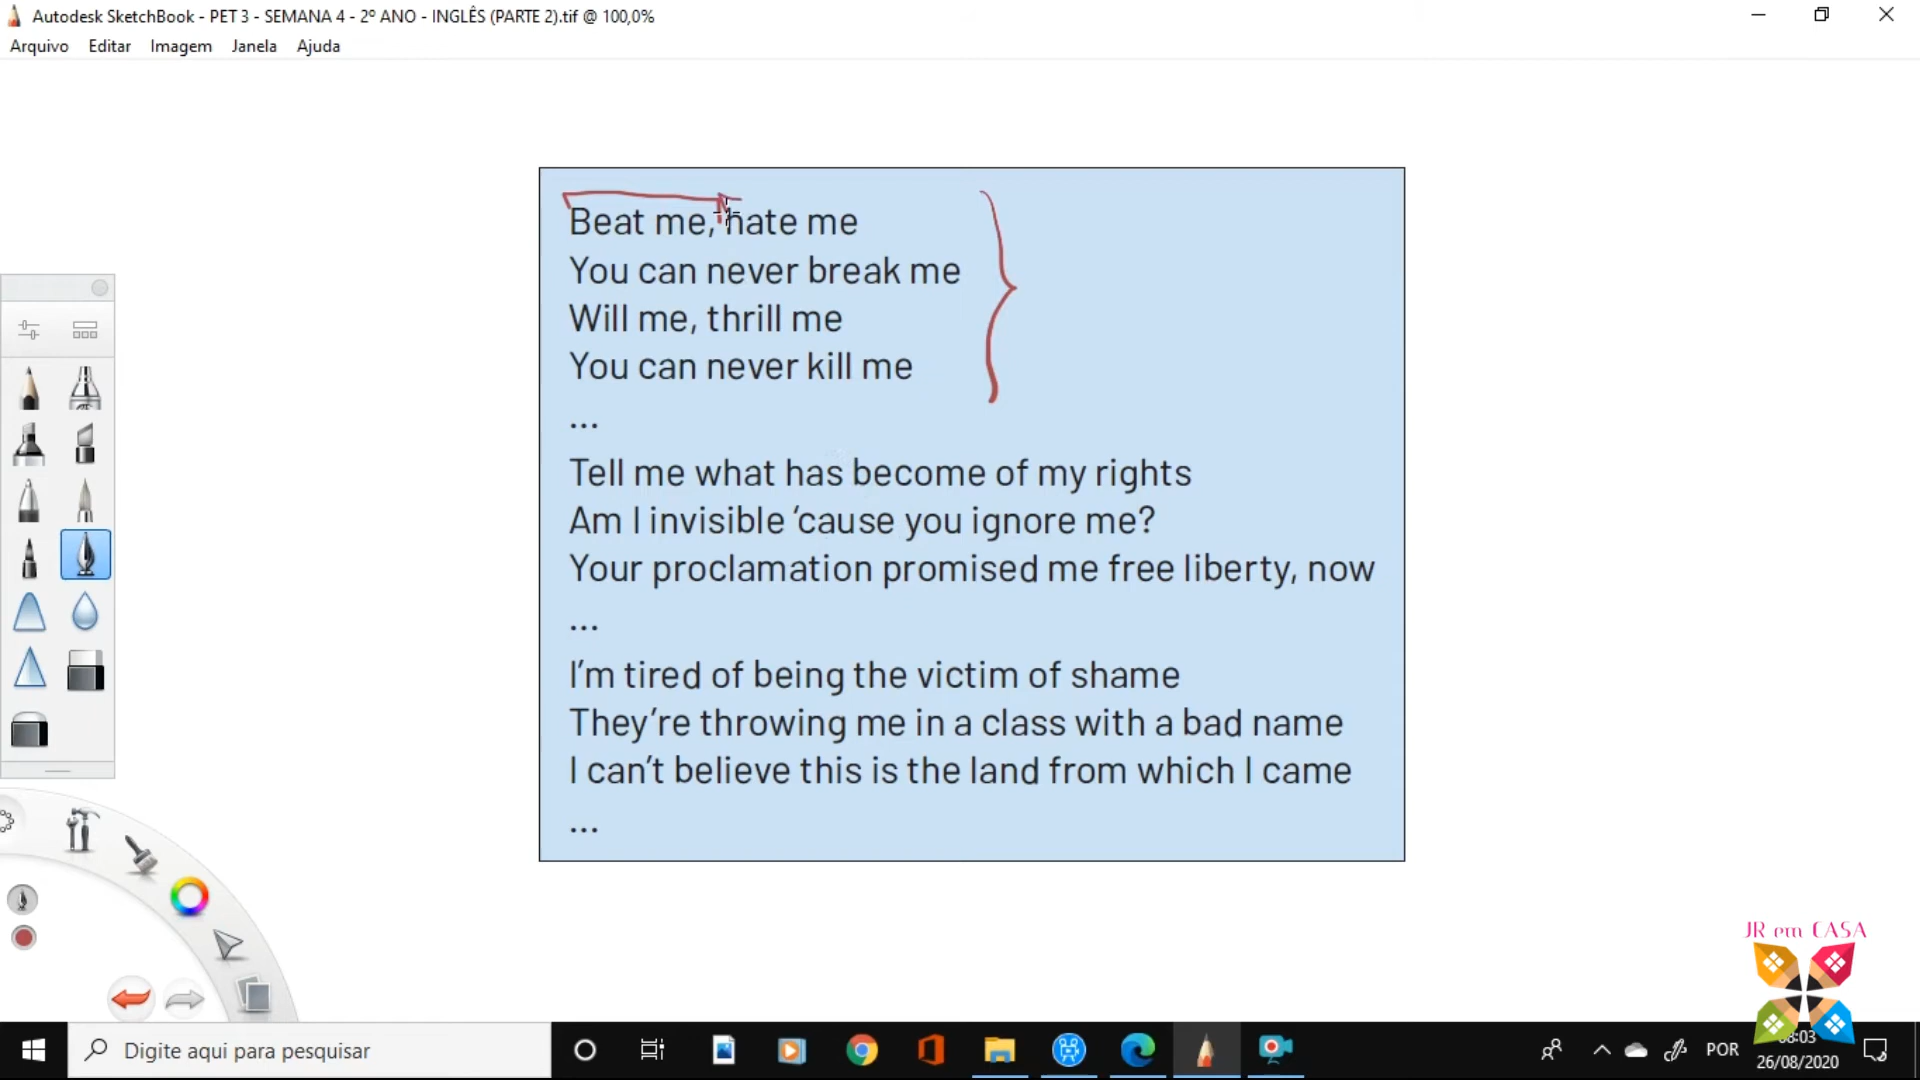 Autodesk SketchBook - PET 3 - SEMANA 4 - 2º ANO - INGLÊS (PARTE 2).tif @ 100,0%
Arquivo Editar Imagem Janela Ajuda
Beat me, hate me
You can never break me
Will me, thrill me
You can never kill me
...
Tell me what has become of my rights
Am I invisible ‘cause you ignore me?
Your proclamation promised me free liberty, now
...
I’m tired of being the victim of shame
They’re throwing me in a class with a bad name
I can’t believe this is the land from which I came
...
JR em CASA
Digite aqui para pesquisar
POR
08:03
26/08/2020